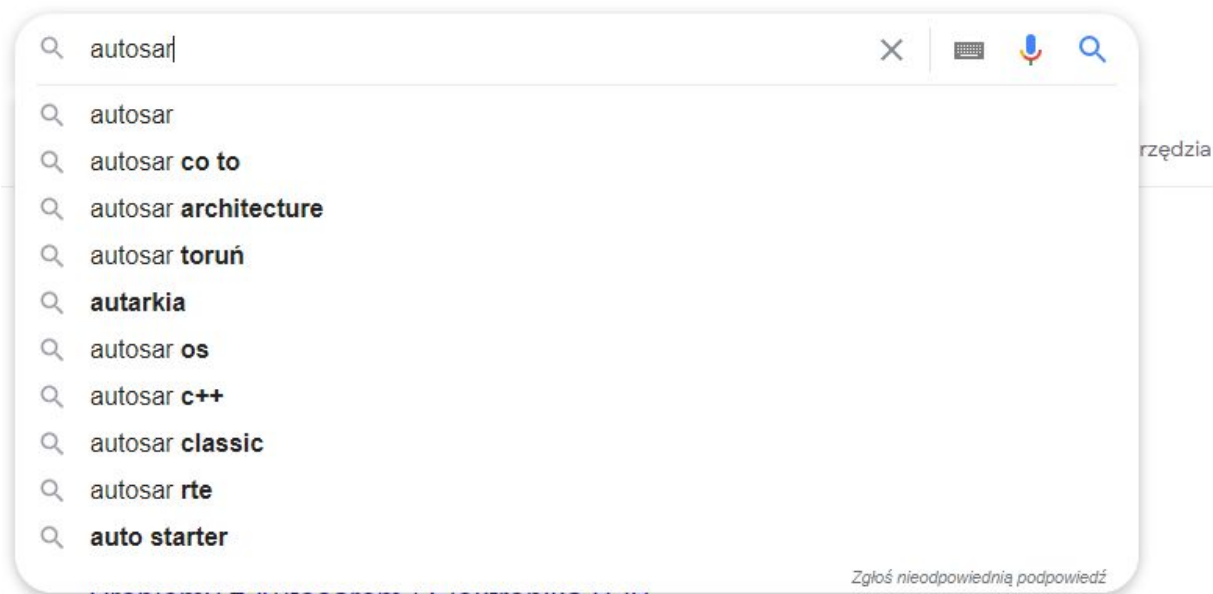 autosar
autosar
autosar co to
rzędzia
autosar architecture
autosar toruń
autarkia
autosar os
autosar c++
autosar classic
autosar rte
auto starter
Zgłoś nieodpowiednią podpowiedź